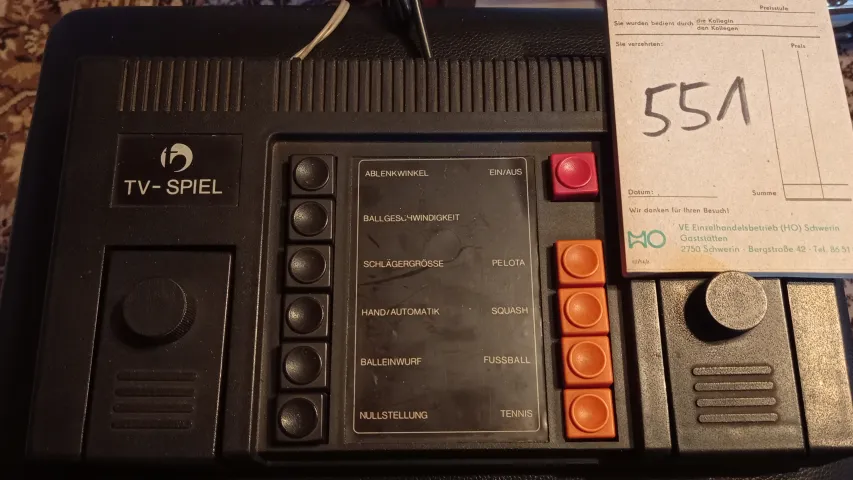 TV-SPIEL
ABLENKWINKEL EIN/AUS
BALLGESCHWINDIGKEIT
SCHLÄGERGRÖSSE PELOTA
HAND/AUTOMATIK SQUASH
BALLEINWURF FUSSBALL
NULLSTELLUNG TENNIS
Preisstufe
Sie wurden bedient durch die Kollegin
den Kollegen
Sie verzehrten: Preis
551
Datum: Summe
Wir danken für Ihren Besuch!
HO VE Einzelhandelsbetrieb (HO) Schwerin
Gaststätten
2750 Schwerin · Bergstraße 42 · Tel. 86 51